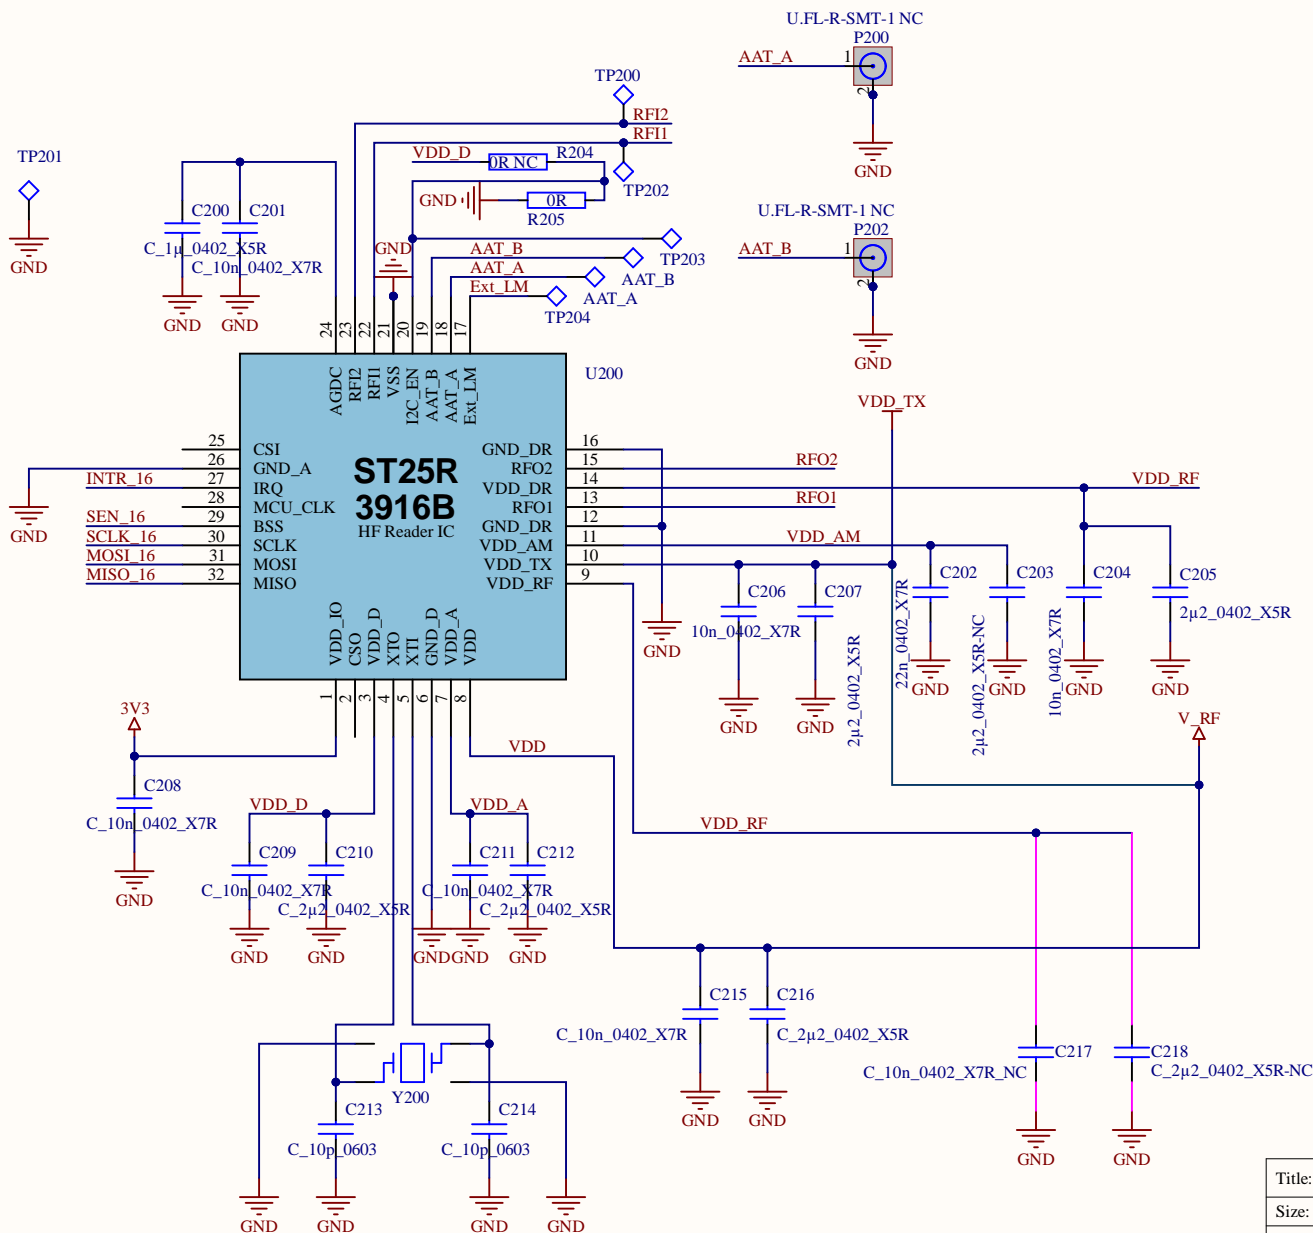 U.FL-R-SMT-1 NC
P200
AAT_A
1
2
GND
TP200
RFI2
RFI1
VDD_D
0R NC
R204
TP202
GND
0R
R205
TP201
GND
C200
C_1µ_0402_X5R
C201
C_10n_0402_X7R
GND
GND
GND
AAT_B
AAT_A
Ext_LM
TP203
AAT_B
AAT_A
TP204
U.FL-R-SMT-1 NC
P202
AAT_B
1
2
GND
24
23
22
21
20
19
18
17
AGDC
RFI2
RFI1
VSS
I2C_EN
AAT_B
AAT_A
Ext_LM
U200
ST25R
3916B
HF Reader IC
25 CSI
26 GND_A
27 IRQ
28 MCU_CLK
29 BSS
30 SCLK
31 MOSI
32 MISO
INTR_16
SEN_16
SCLK_16
MOSI_16
MISO_16
GND
GND_DR 16
RFO2 15
VDD_DR 14
RFO1 13
GND_DR 12
VDD_AM 11
VDD_TX 10
VDD_RF 9
RFO2
RFO1
VDD_TX
VDD_RF
VDD_AM
GND
VDD_IO
CSO
VDD_D
XTO
XTI
GND_D
VDD_A
VDD
1
2
3
4
5
6
7
8
C206
10n_0402_X7R
GND
C207
2µ2_0402_X5R
GND
C202
22n_0402_X7R
GND
C203
2µ2_0402_X5R-NC
GND
C204
10n_0402_X7R
GND
C205
2µ2_0402_X5R
GND
V_RF
3V3
C208
C_10n_0402_X7R
GND
VDD
VDD_D
VDD_A
VDD_RF
C209
C_10n_0402_X7R
GND
C210
C_2µ2_0402_X5R
GND
GND
C211
C_10n_0402_X7R
GND
C212
C_2µ2_0402_X5R
GND
C215
C_10n_0402_X7R
GND
C216
C_2µ2_0402_X5R
GND
C217
C_10n_0402_X7R_NC
GND
C218
C_2µ2_0402_X5R-NC
GND
Y200
C213
C_10p_0603
C214
C_10p_0603
GND
GND
GND
GND
Title:
Size: